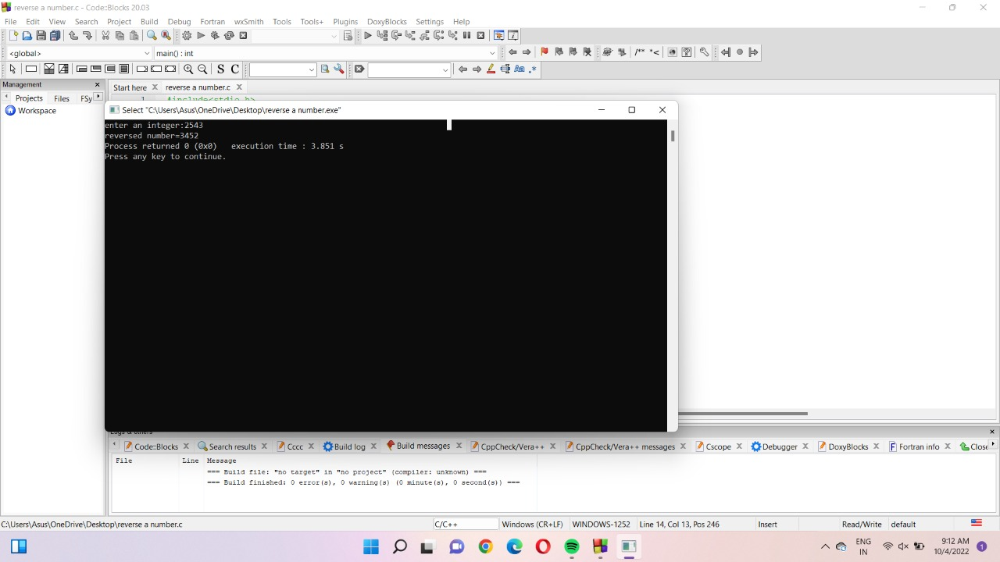 reverse a number.c - Code::Blocks 20.03
File Edit View Search Project Build Debug Fortran wxSmith Tools Tools+ Plugins DoxyBlocks Settings Help
<global> main() : int
/** *<
S C Aa .*
Management
Projects Files FSy
Workspace
Start here reverse a number.c
1 #include<stdio.h>
Select "C:\Users\Asus\OneDrive\Desktop\reverse a number.exe"
enter an integer:2543
reversed number=3452
Process returned 0 (0x0) execution time : 3.851 s
Press any key to continue.
Logs & others
Code::Blocks Search results Cccc Build log Build messages CppCheck/Vera++ CppCheck/Vera++ messages Cscope Debugger DoxyBlocks Fortran info Close
File Line Message
=== Build file: "no target" in "no project" (compiler: unknown) ===
=== Build finished: 0 error(s), 0 warning(s) (0 minute(s), 0 second(s)) ===
C:\Users\Asus\OneDrive\Desktop\reverse a number.c C/C++ Windows (CR+LF) WINDOWS-1252 Line 14, Col 13, Pos 246 Insert Read/Write default
ENG
IN
9:12 AM
10/4/2022
1